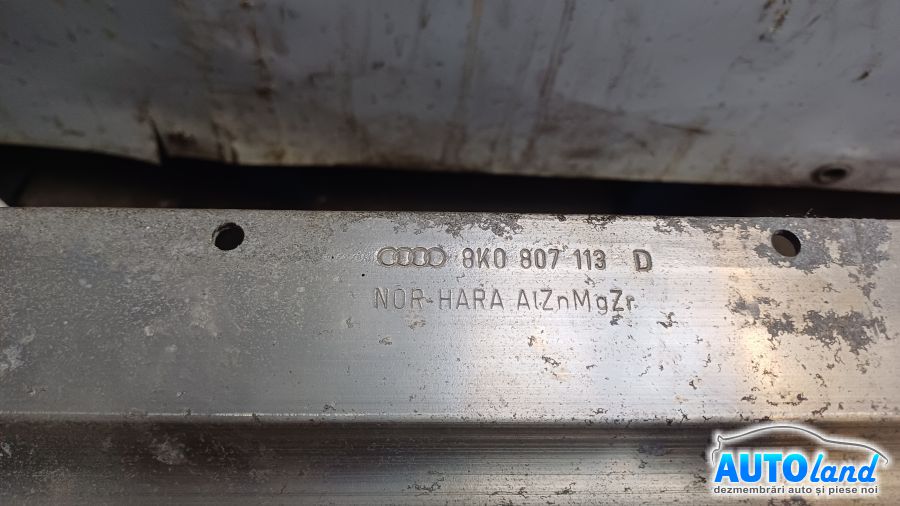 8K0 807 113 D
NOR-HARA AlZnMgZr
AUTOland
dezmembrări auto și piese noi